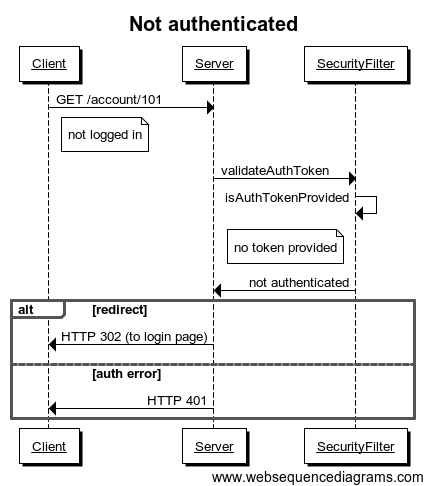 Not authenticated
Client Server SecurityFilter
GET /account/101
not logged in
validateAuthToken
isAuthTokenProvided
no token provided
not authenticated
alt [redirect]
HTTP 302 (to login page)
[auth error]
HTTP 401
Client Server SecurityFilter
www.websequencediagrams.com